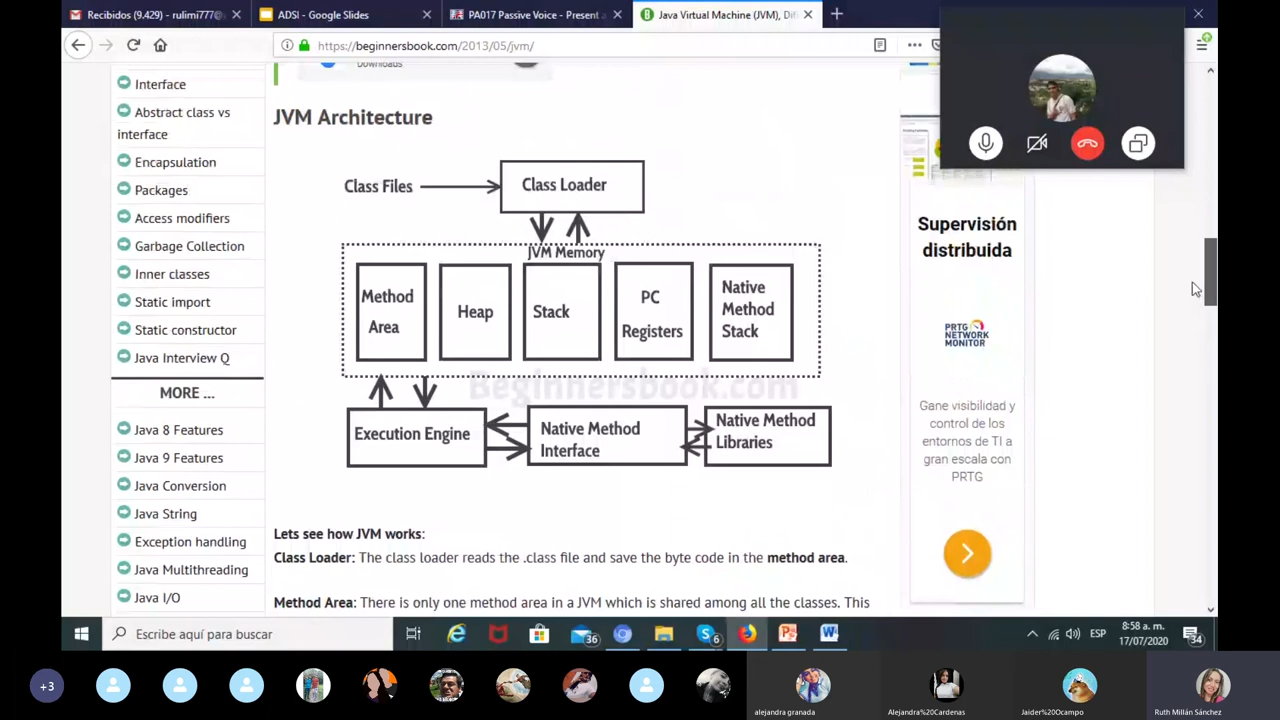 Recibidos (9.429) - rulimi777@
ADSI - Google Slides
PA017 Passive Voice - Present
Java Virtual Machine (JVM), Dif
https://beginnersbook.com/2013/05/jvm/
Interface
Abstract class vs
interface
Encapsulation
Packages
Access modifiers
Garbage Collection
Inner classes
Static import
Static constructor
Java Interview Q
MORE ...
Java 8 Features
Java 9 Features
Java Conversion
Java String
Exception handling
Java Multithreading
Java I/O
Downloads
JVM Architecture
Class Files
Class Loader
JVM Memory
Method
Area
Heap
Stack
PC
Registers
Native
Method
Stack
Beginnersbook.com
Execution Engine
Native Method
Interface
Native Method
Libraries
Lets see how JVM works:
Class Loader: The class loader reads the .class file and save the byte code in the method area.
Method Area: There is only one method area in a JVM which is shared among all the classes. This
Supervisión
distribuida
PRTG
NETWORK
MONITOR
Gane visibilidad y
control de los
entornos de TI a
gran escala con
PRTG
Escribe aquí para buscar
36
6
ESP
8:58 a. m.
17/07/2020
34
+3
alejandra granada
Alejandra%20Cardenas
Jaider%20Ocampo
Ruth Millán Sánchez